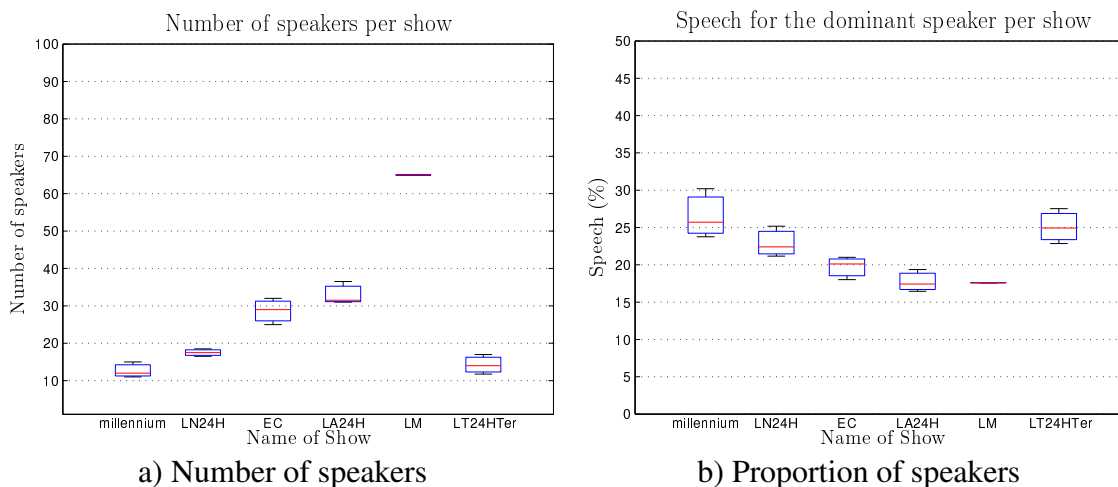 Number of speakers per show
100
90
80
70
60
50
40
30
20
10
Number of speakers
millennium LN24H EC LA24H LM LT24HTer
Name of Show
a) Number of speakers
Speech for the dominant speaker per show
50
45
40
35
30
25
20
15
10
5
0
Speech (%)
millennium LN24H EC LA24H LM LT24HTer
Name of Show
b) Proportion of speakers